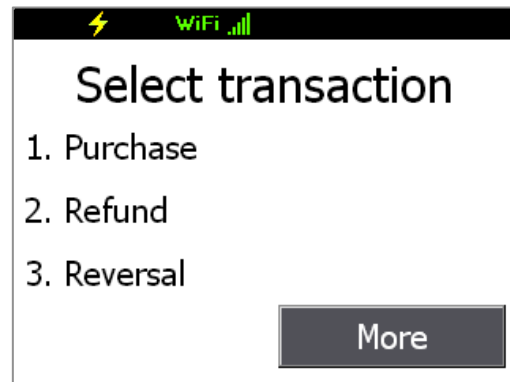 WiFi
Select transaction
1. Purchase
2. Refund
3. Reversal
More